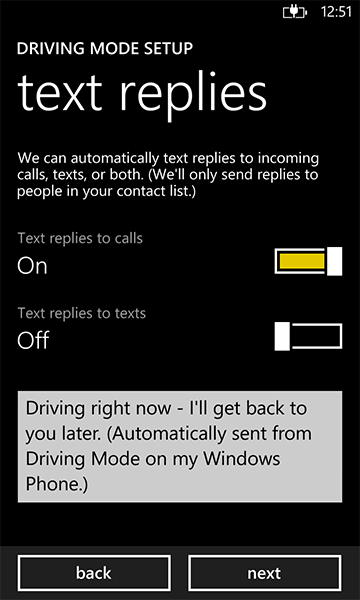 12:51
DRIVING MODE SETUP
text replies
We can automatically text replies to incoming
calls, texts, or both. (We'll only send replies to
people in your contact list.)
Text replies to calls
On
Text replies to texts
Off
Driving right now - I'll get back to
you later. (Automatically sent from
Driving Mode on my Windows
Phone.)
back next